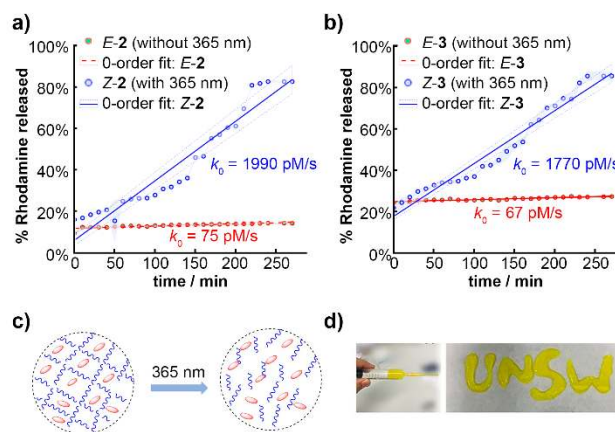 a)
100%
80%
60%
40%
20%
0%
% Rhodamine released
E-2 (without 365 nm)
0-order fit: E-2
Z-2 (with 365 nm)
0-order fit: Z-2
k0 = 1990 pM/s
k0 = 75 pM/s
0 50 100 150 200 250
time / min
b)
100%
80%
60%
40%
20%
0%
% Rhodamine released
E-3 (without 365 nm)
0-order fit: E-3
Z-3 (with 365 nm)
0-order fit: Z-3
k0 = 1770 pM/s
k0 = 67 pM/s
0 50 100 150 200 250
time / min
c)
365 nm
d)
UNSW